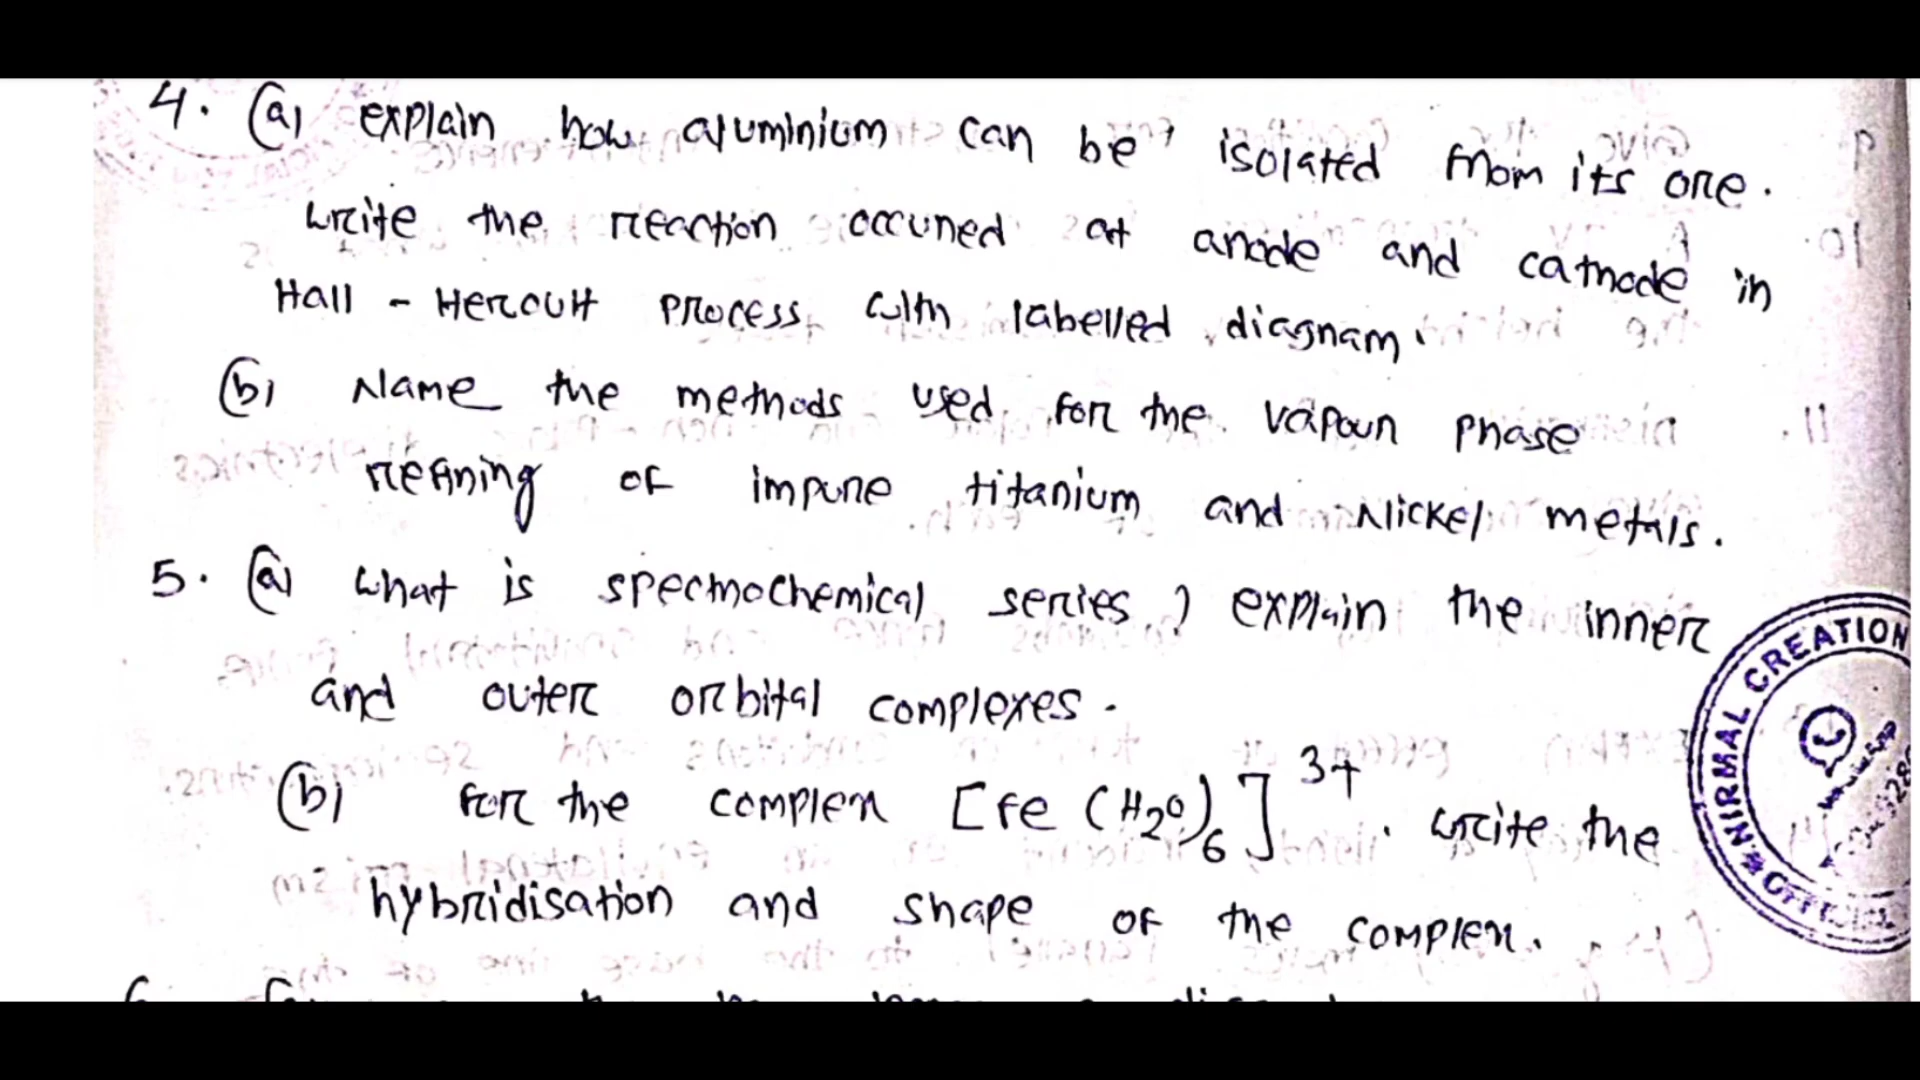 4. (a) explain how aluminium can be isolated from its ore.
write the reaction occured at anode and cathode in
Hall - Heroult process with labelled diagram.
(b) Name the methods used for the vapour phase
refining of impure titanium and Nickel metals.
5. (a) what is spectrochemical series? explain the inner
and outer orbital complexes.
(b) for the complex [Fe (H2O)6]3+. write the
hybridisation and shape of the complex.
NIRMAL CREATION
OFFICIAL